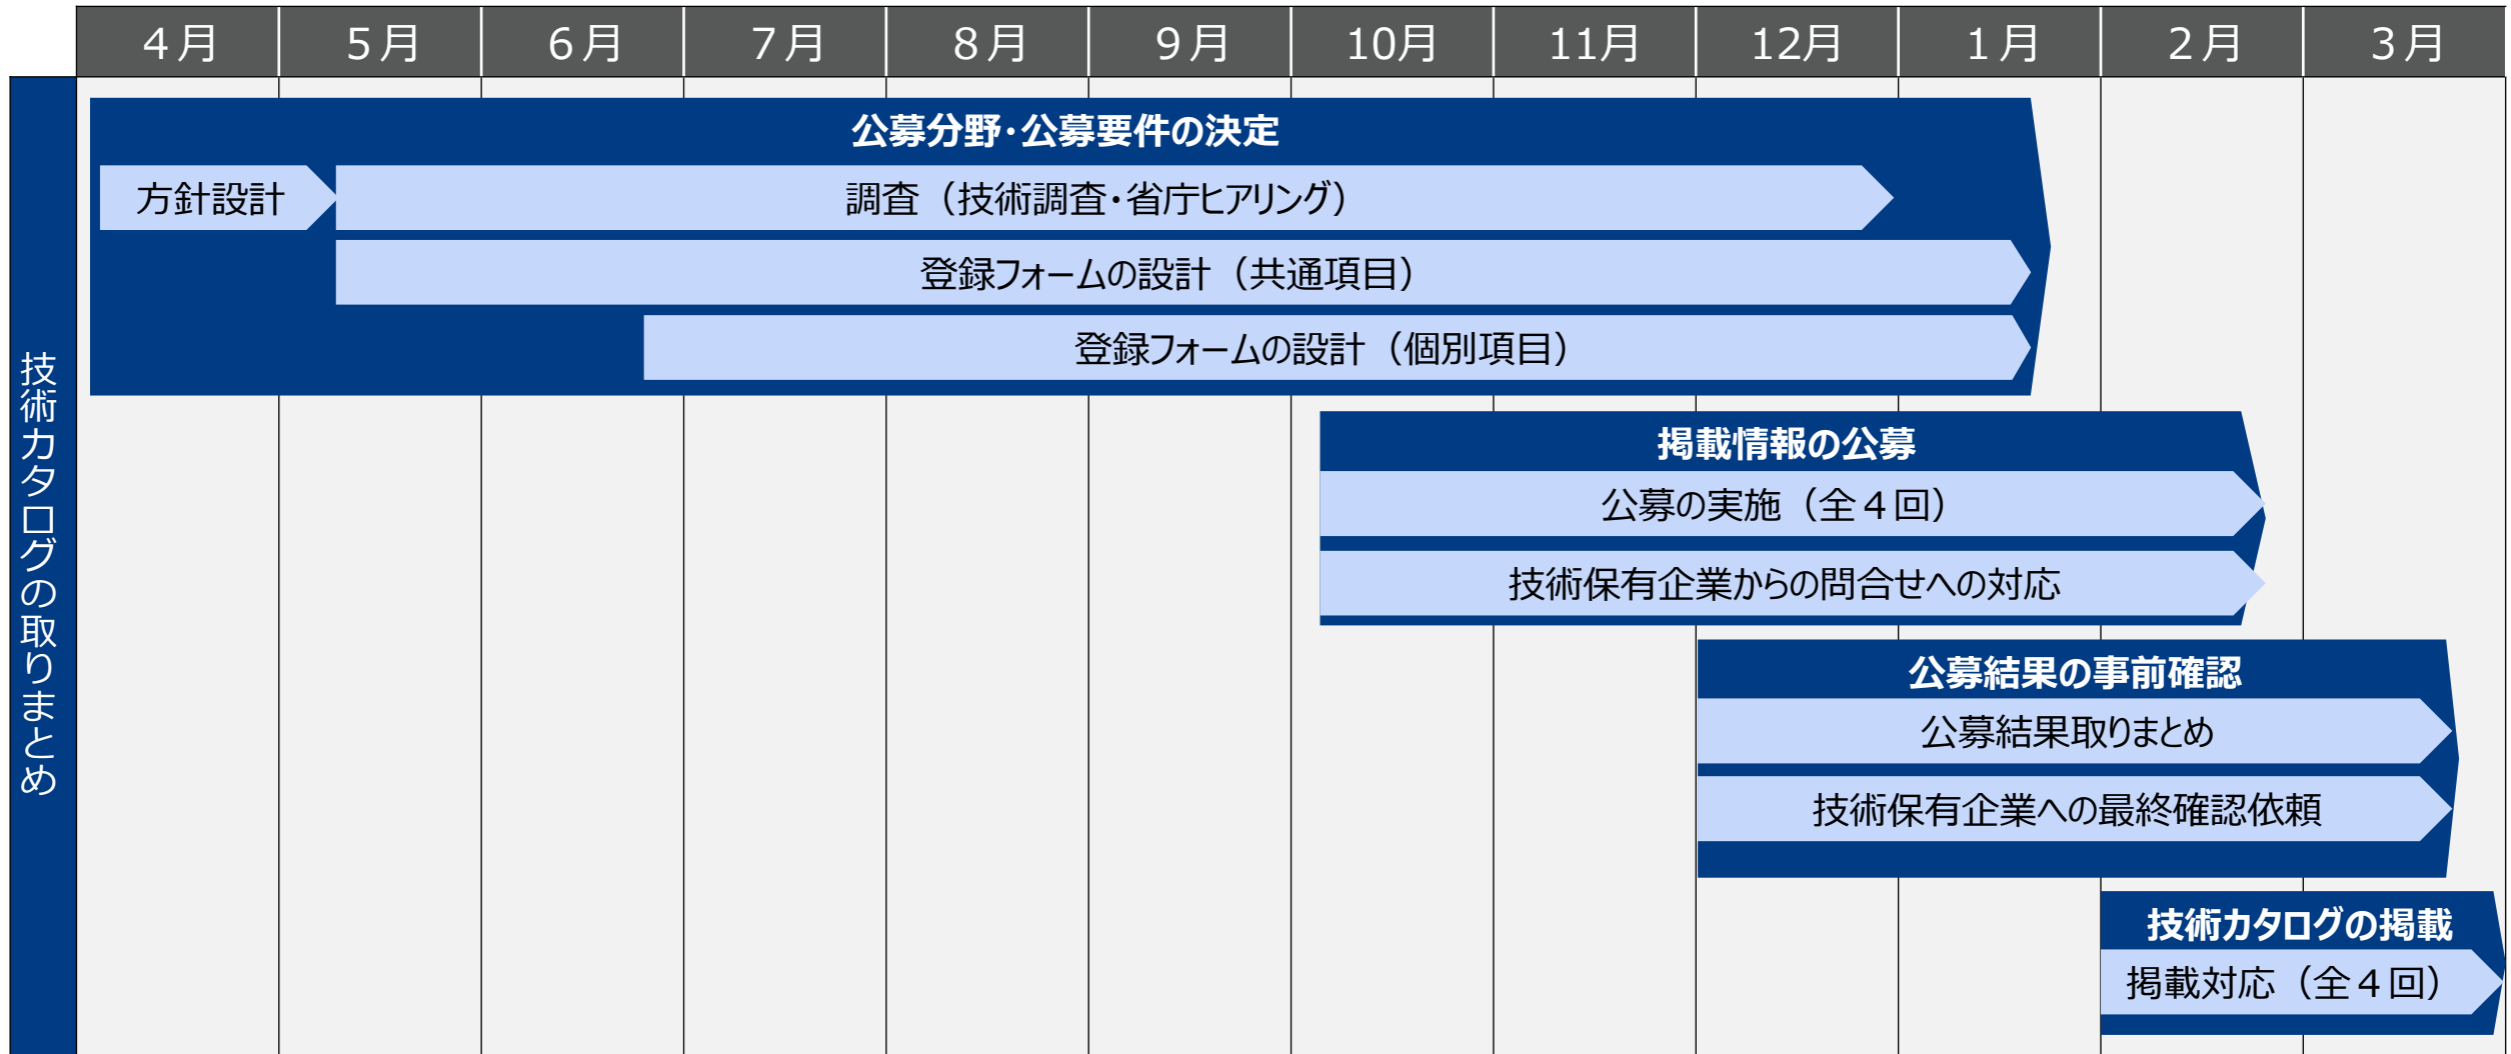 4月 5月 6月 7月 8月 9月 10月 11月 12月 1月 2月 3月
技術カタログの取りまとめ
公募分野・公募要件の決定
方針設計
調査（技術調査・省庁ヒアリング）
登録フォームの設計（共通項目）
登録フォームの設計（個別項目）
掲載情報の公募
公募の実施（全４回）
技術保有企業からの問合せへの対応
公募結果の事前確認
公募結果取りまとめ
技術保有企業への最終確認依頼
技術カタログの掲載
掲載対応（全４回）